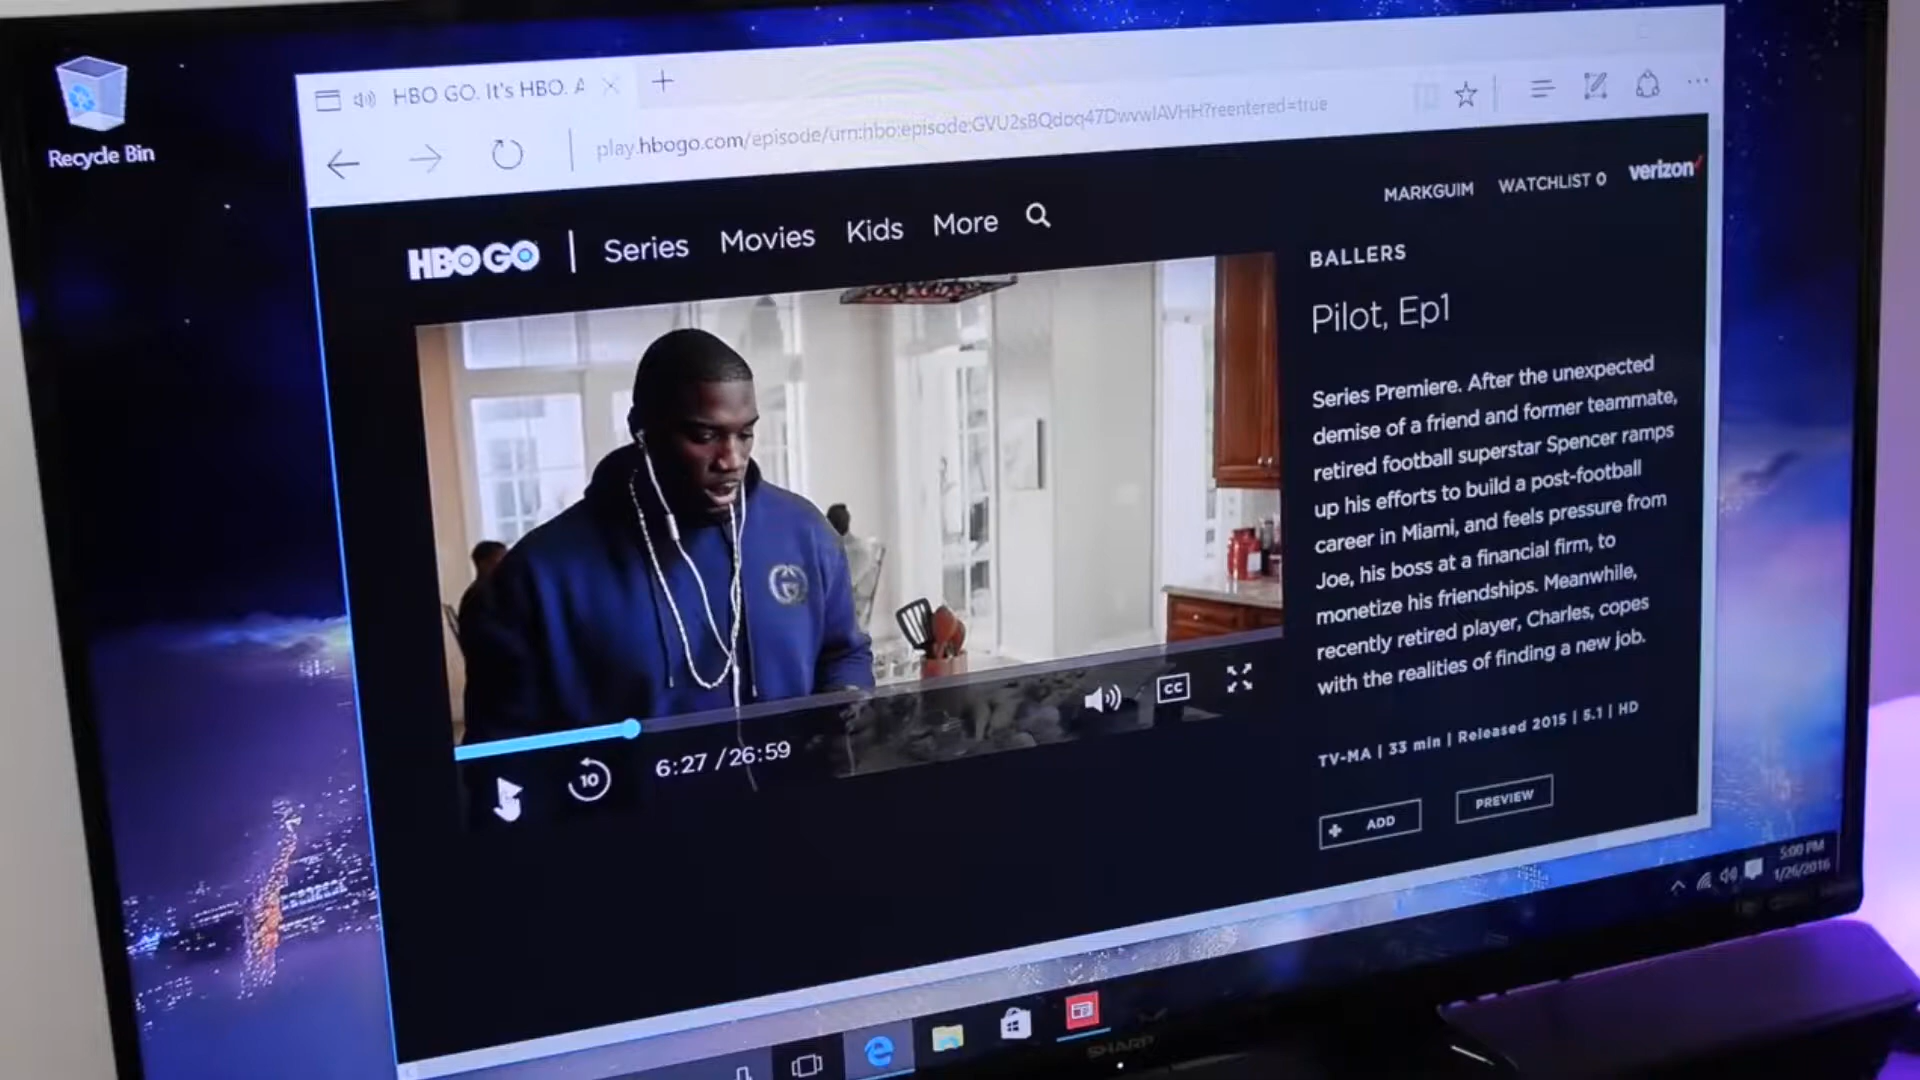 Recycle Bin
HBO GO. It's HBO. A
play.hbogo.com/episode/urn:hbo:episode:GVU2sBQdoq47DwvwIAVHH?reentered=true
MARKGUIM WATCHLIST 0 verizon
HBO GO | Series Movies Kids More
BALLERS
Pilot, Ep1
Series Premiere. After the unexpected
demise of a friend and former teammate,
retired football superstar Spencer ramps
up his efforts to build a post-football
career in Miami, and feels pressure from
Joe, his boss at a financial firm, to
monetize his friendships. Meanwhile,
recently retired player, Charles, copes
with the realities of finding a new job.
TV-MA | 33 min | Released 2015 | 5.1 | HD
+ ADD PREVIEW
CC
10 6:27 / 26:59
5:00 PM
1/26/2016
SHARP